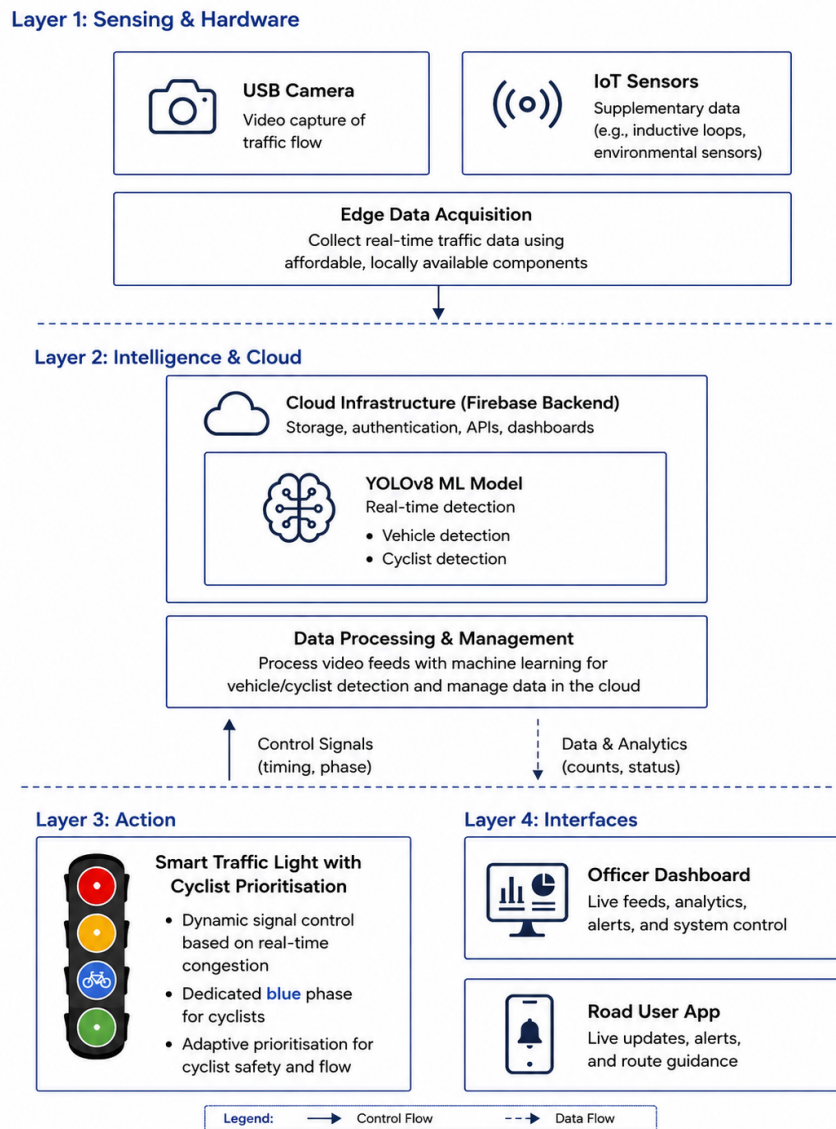 Layer 1: Sensing & Hardware
USB Camera
Video capture of
traffic flow
IoT Sensors
Supplementary data
(e.g., inductive loops,
environmental sensors)
Edge Data Acquisition
Collect real-time traffic data using
affordable, locally available components
Layer 2: Intelligence & Cloud
Cloud Infrastructure (Firebase Backend)
Storage, authentication, APIs, dashboards
YOLOv8 ML Model
Real-time detection
• Vehicle detection
• Cyclist detection
Data Processing & Management
Process video feeds with machine learning for
vehicle/cyclist detection and manage data in the cloud
Control Signals
(timing, phase)
Data & Analytics
(counts, status)
Layer 3: Action
Smart Traffic Light with
Cyclist Prioritisation
• Dynamic signal control
based on real-time
congestion
• Dedicated blue phase
for cyclists
• Adaptive prioritisation for
cyclist safety and flow
Layer 4: Interfaces
Officer Dashboard
Live feeds, analytics,
alerts, and system control
Road User App
Live updates, alerts,
and route guidance
Legend: Control Flow Data Flow